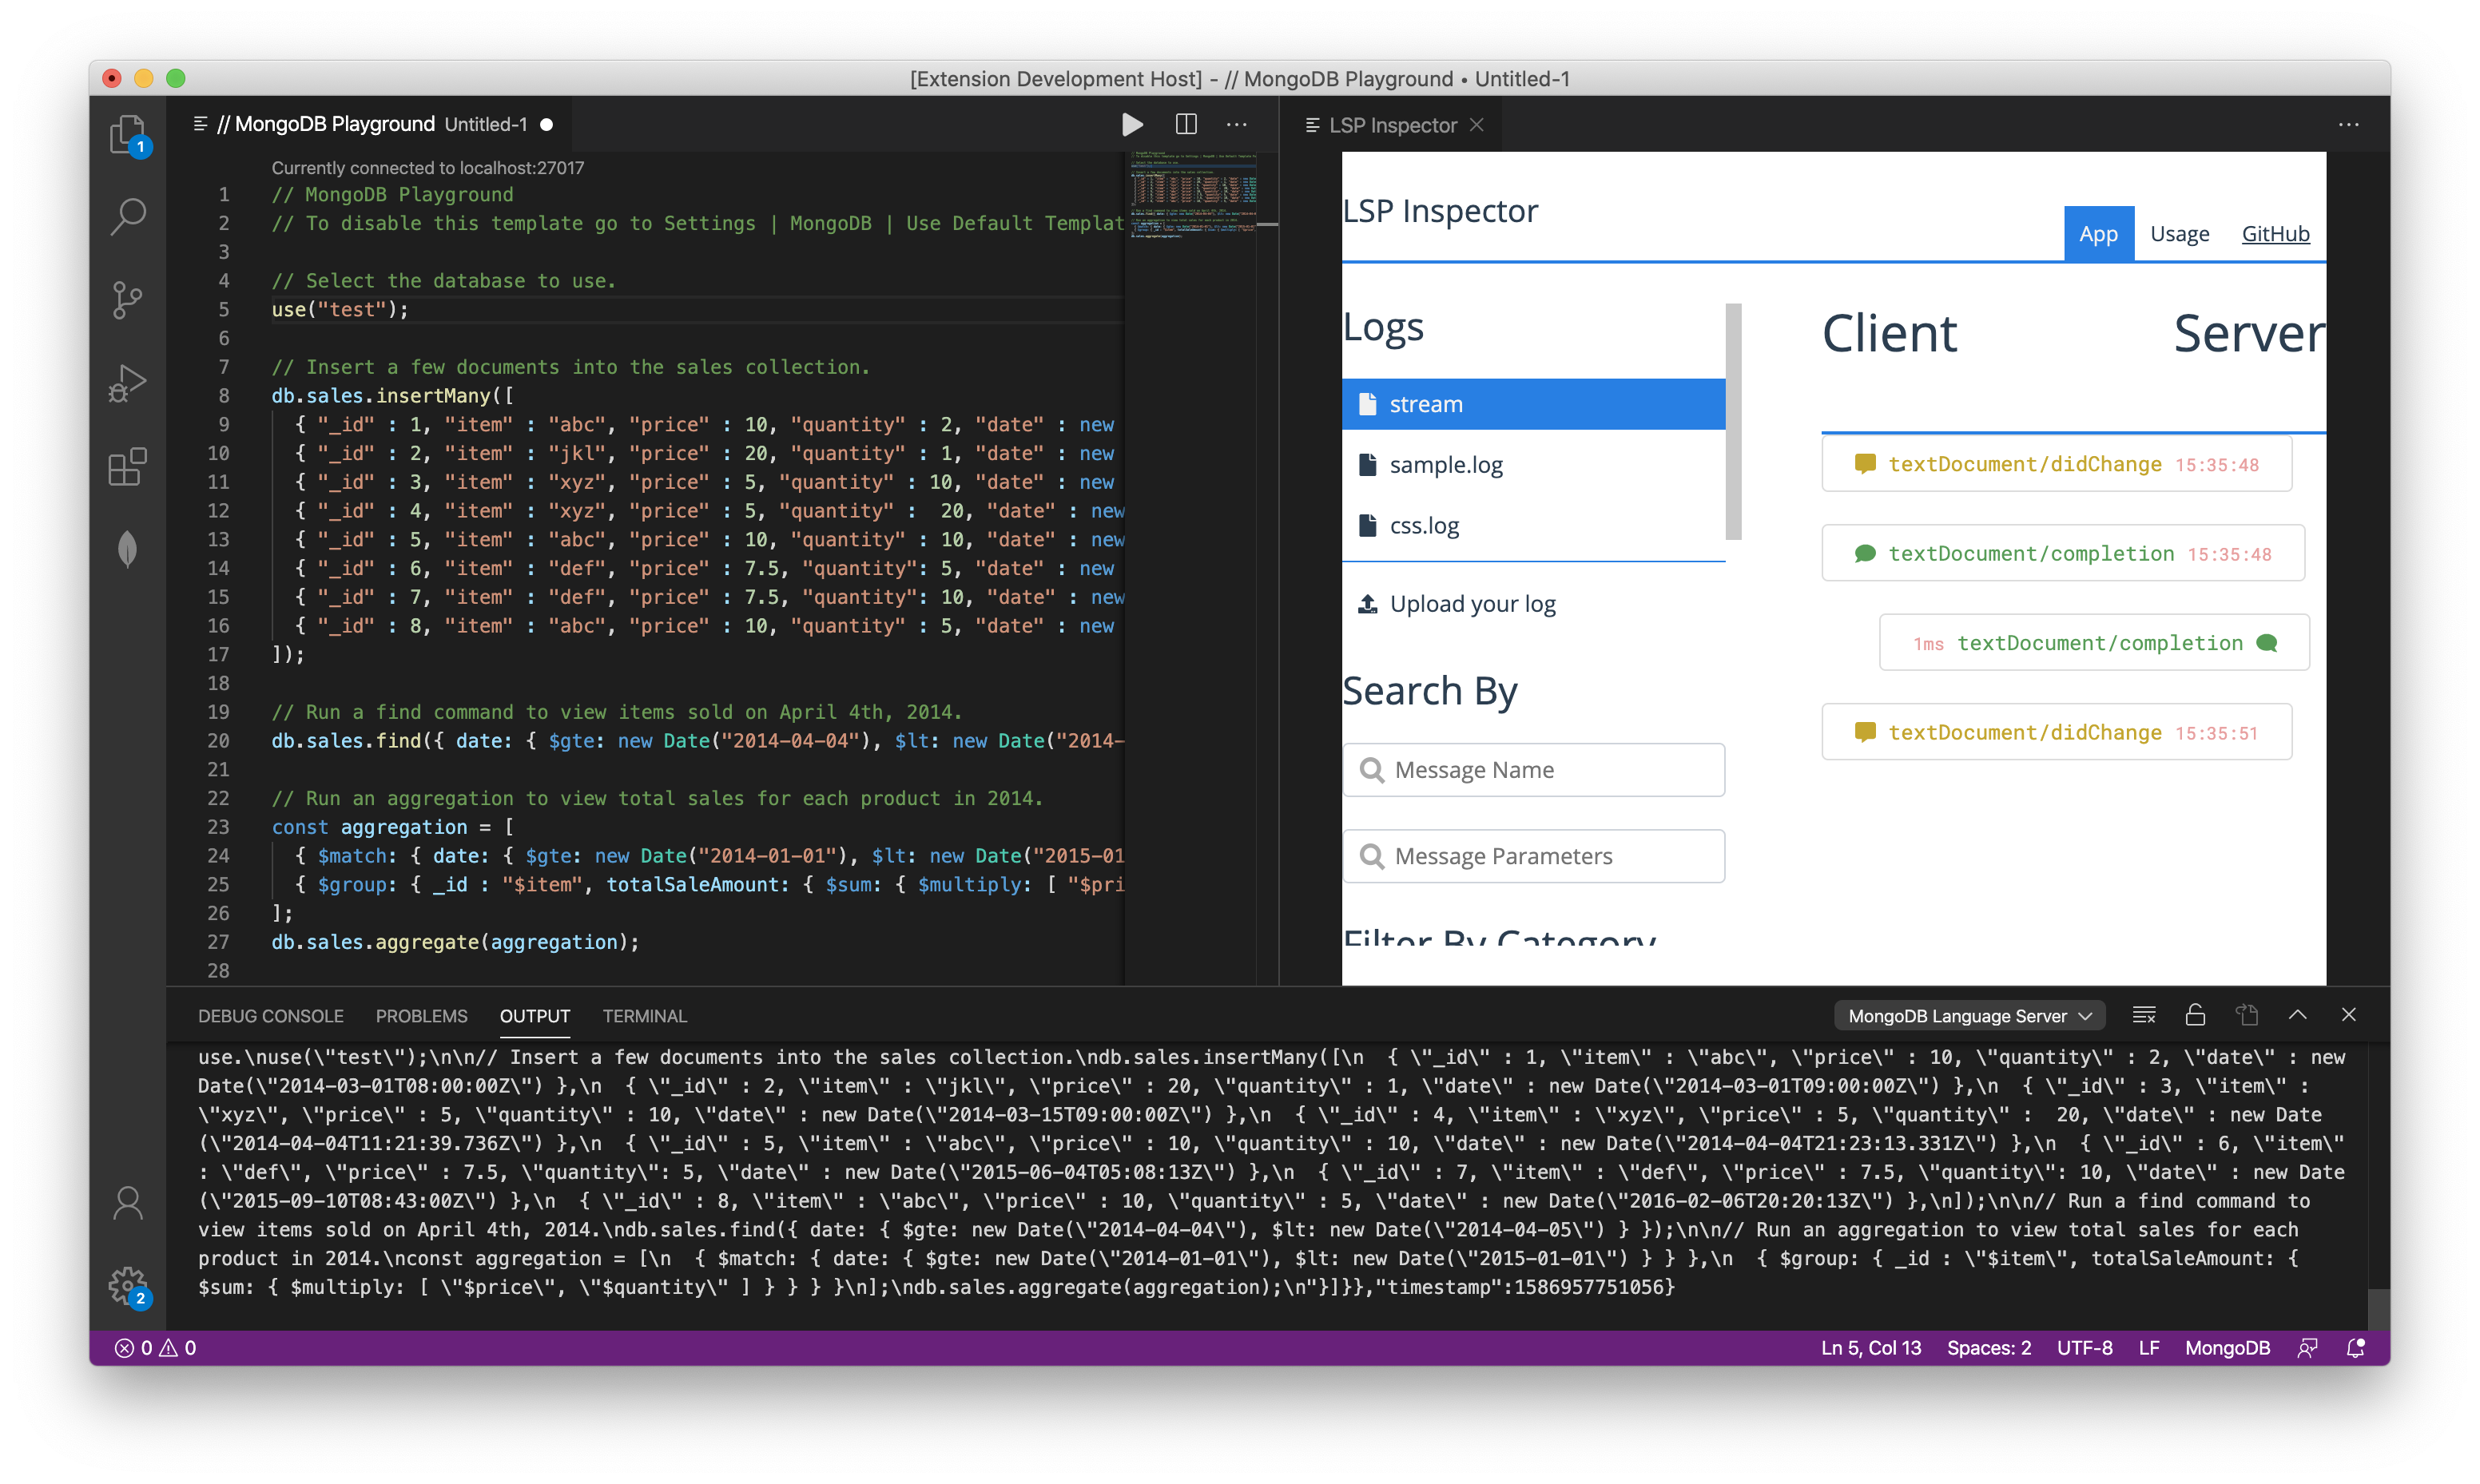 [Extension Development Host] - // MongoDB Playground • Untitled-1
// MongoDB Playground Untitled-1
1
Currently connected to localhost:27017
1 // MongoDB Playground
2 // To disable this template go to Settings | MongoDB | Use Default Templat
3
4 // Select the database to use.
5 use("test");
6
7 // Insert a few documents into the sales collection.
8 db.sales.insertMany([
9 { "_id" : 1, "item" : "abc", "price" : 10, "quantity" : 2, "date" : new
10 { "_id" : 2, "item" : "jkl", "price" : 20, "quantity" : 1, "date" : new
11 { "_id" : 3, "item" : "xyz", "price" : 5, "quantity" : 10, "date" : new
12 { "_id" : 4, "item" : "xyz", "price" : 5, "quantity" :  20, "date" : new
13 { "_id" : 5, "item" : "abc", "price" : 10, "quantity" : 10, "date" : new
14 { "_id" : 6, "item" : "def", "price" : 7.5, "quantity": 5, "date" : new
15 { "_id" : 7, "item" : "def", "price" : 7.5, "quantity": 10, "date" : new
16 { "_id" : 8, "item" : "abc", "price" : 10, "quantity" : 5, "date" : new
17 ]);
18
19 // Run a find command to view items sold on April 4th, 2014.
20 db.sales.find({ date: { $gte: new Date("2014-04-04"), $lt: new Date("2014-
21
22 // Run an aggregation to view total sales for each product in 2014.
23 const aggregation = [
24 { $match: { date: { $gte: new Date("2014-01-01"), $lt: new Date("2015-01
25 { $group: { _id : "$item", totalSaleAmount: { $sum: { $multiply: [ "$pri
26 ];
27 db.sales.aggregate(aggregation);
28
LSP Inspector
LSP Inspector
App Usage GitHub
Logs
stream
sample.log
css.log
Upload your log
Search By
Message Name
Message Parameters
Filter By Category
Client Server
textDocument/didChange 15:35:48
textDocument/completion 15:35:48
1ms textDocument/completion
textDocument/didChange 15:35:51
DEBUG CONSOLE PROBLEMS OUTPUT TERMINAL MongoDB Language Server
use.\nuse(\"test\");\n\n// Insert a few documents into the sales collection.\ndb.sales.insertMany([\n  { \"_id\" : 1, \"item\" : \"abc\", \"price\" : 10, \"quantity\" : 2, \"date\" : new
Date(\"2014-03-01T08:00:00Z\") },\n  { \"_id\" : 2, \"item\" : \"jkl\", \"price\" : 20, \"quantity\" : 1, \"date\" : new Date(\"2014-03-01T09:00:00Z\") },\n  { \"_id\" : 3, \"item\" :
\"xyz\", \"price\" : 5, \"quantity\" : 10, \"date\" : new Date(\"2014-03-15T09:00:00Z\") },\n  { \"_id\" : 4, \"item\" : \"xyz\", \"price\" : 5, \"quantity\" :  20, \"date\" : new Date
(\"2014-04-04T11:21:39.736Z\") },\n  { \"_id\" : 5, \"item\" : \"abc\", \"price\" : 10, \"quantity\" : 10, \"date\" : new Date(\"2014-04-04T21:23:13.331Z\") },\n  { \"_id\" : 6, \"item\"
: \"def\", \"price\" : 7.5, \"quantity\": 5, \"date\" : new Date(\"2015-06-04T05:08:13Z\") },\n  { \"_id\" : 7, \"item\" : \"def\", \"price\" : 7.5, \"quantity\": 10, \"date\" : new Date
(\"2015-09-10T08:43:00Z\") },\n  { \"_id\" : 8, \"item\" : \"abc\", \"price\" : 10, \"quantity\" : 5, \"date\" : new Date(\"2016-02-06T20:20:13Z\") },\n]);\n\n// Run a find command to
view items sold on April 4th, 2014.\ndb.sales.find({ date: { $gte: new Date(\"2014-04-04\"), $lt: new Date(\"2014-04-05\") } });\n\n// Run an aggregation to view total sales for each
product in 2014.\nconst aggregation = [\n  { $match: { date: { $gte: new Date(\"2014-01-01\"), $lt: new Date(\"2015-01-01\") } } },\n  { $group: { _id : \"$item\", totalSaleAmount: {
$sum: { $multiply: [ \"$price\", \"$quantity\" ] } } } }\n];\ndb.sales.aggregate(aggregation);\n"}]}},"timestamp":1586957751056}
2
0 0
Ln 5, Col 13 Spaces: 2 UTF-8 LF MongoDB